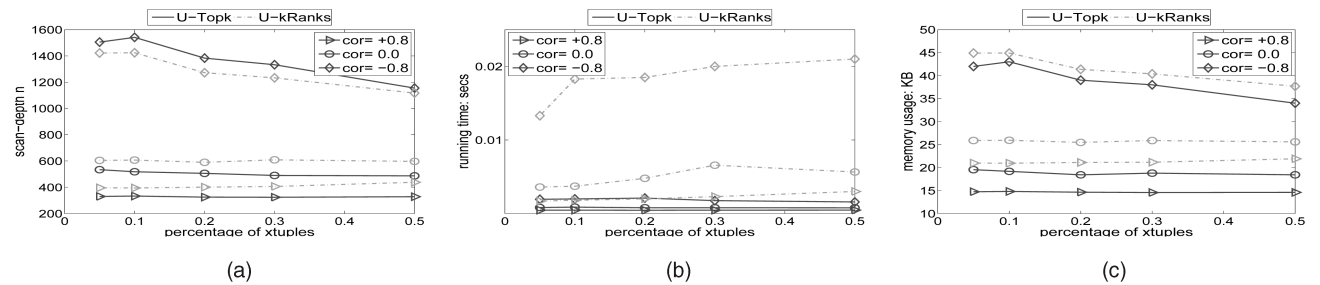 U-Topk U-kRanks
1600
1400
1200
1000
800
600
400
200
cor= +0.8
cor= 0.0
cor= −0.8
0 0.1 0.2 0.3 0.4 0.5
scan-depth n
percentage of xtuples
(a)
U-Topk U-kRanks
cor= +0.8
cor= 0.0
cor= −0.8
0.02
0.01
0 0.1 0.2 0.3 0.4 0.5
running time: secs
percentage of xtuples
(b)
U-Topk U-kRanks
50
45
40
35
30
25
20
15
10
cor= +0.8
cor= 0.0
cor= −0.8
0 0.1 0.2 0.3 0.4 0.5
memory usage: KB
percentage of xtuples
(c)